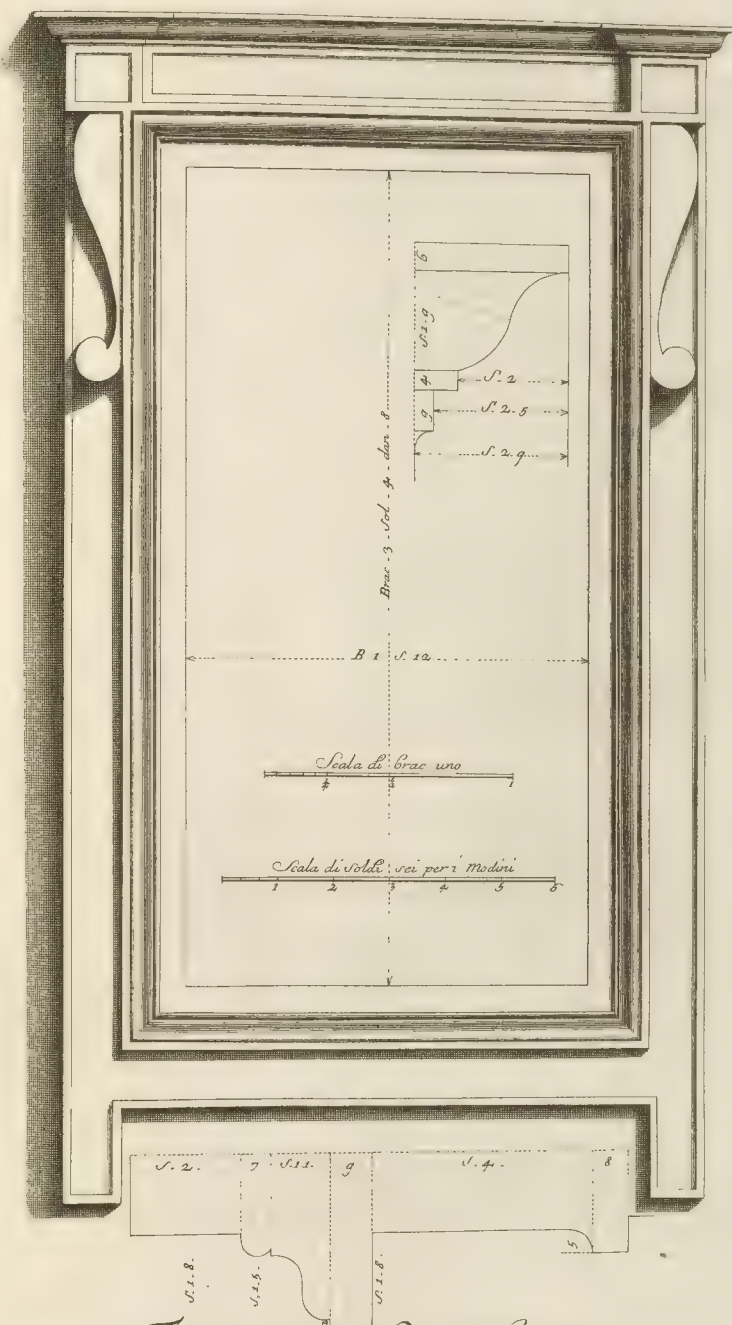 6
S. 1. 9
4
S. 2
9
S. 2. 5
S. 2. 9
Brac - 3 - Sol - 4 - dan - 8
B 1 S. 12
Scala di brac uno
4 2 1
Scala di soldi sei per i Modini
1 2 3 4 5 6
S. 2. 7 S. 11. 9 S. 4. 8
5
S. 1. 8. S. 1. 5. S. 1. 8.